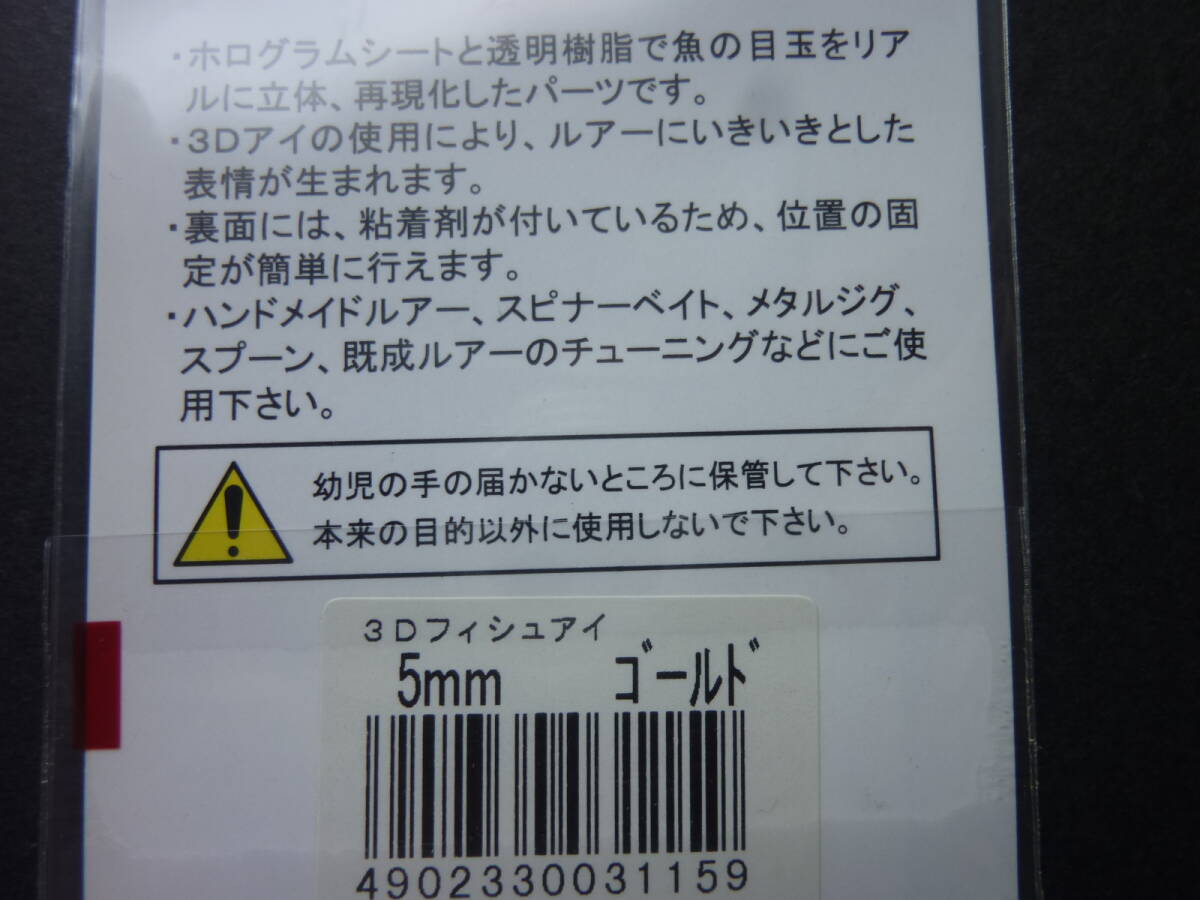 ・ホログラムシートと透明樹脂で魚の目玉をリア
ルに立体、再現化したパーツです。
・3Dアイの使用により、ルアーにいきいきとした
表情が生まれます。
・裏面には、粘着剤が付いているため、位置の固
定が簡単に行えます。
・ハンドメイドルアー、スピナーベイト、メタルジグ、
スプーン、既成ルアーのチューニングなどにご使
用下さい。
幼児の手の届かないところに保管して下さい。
本来の目的以外に使用しないで下さい。
3Dフィシュアイ
5mm ゴールド
4902330031159